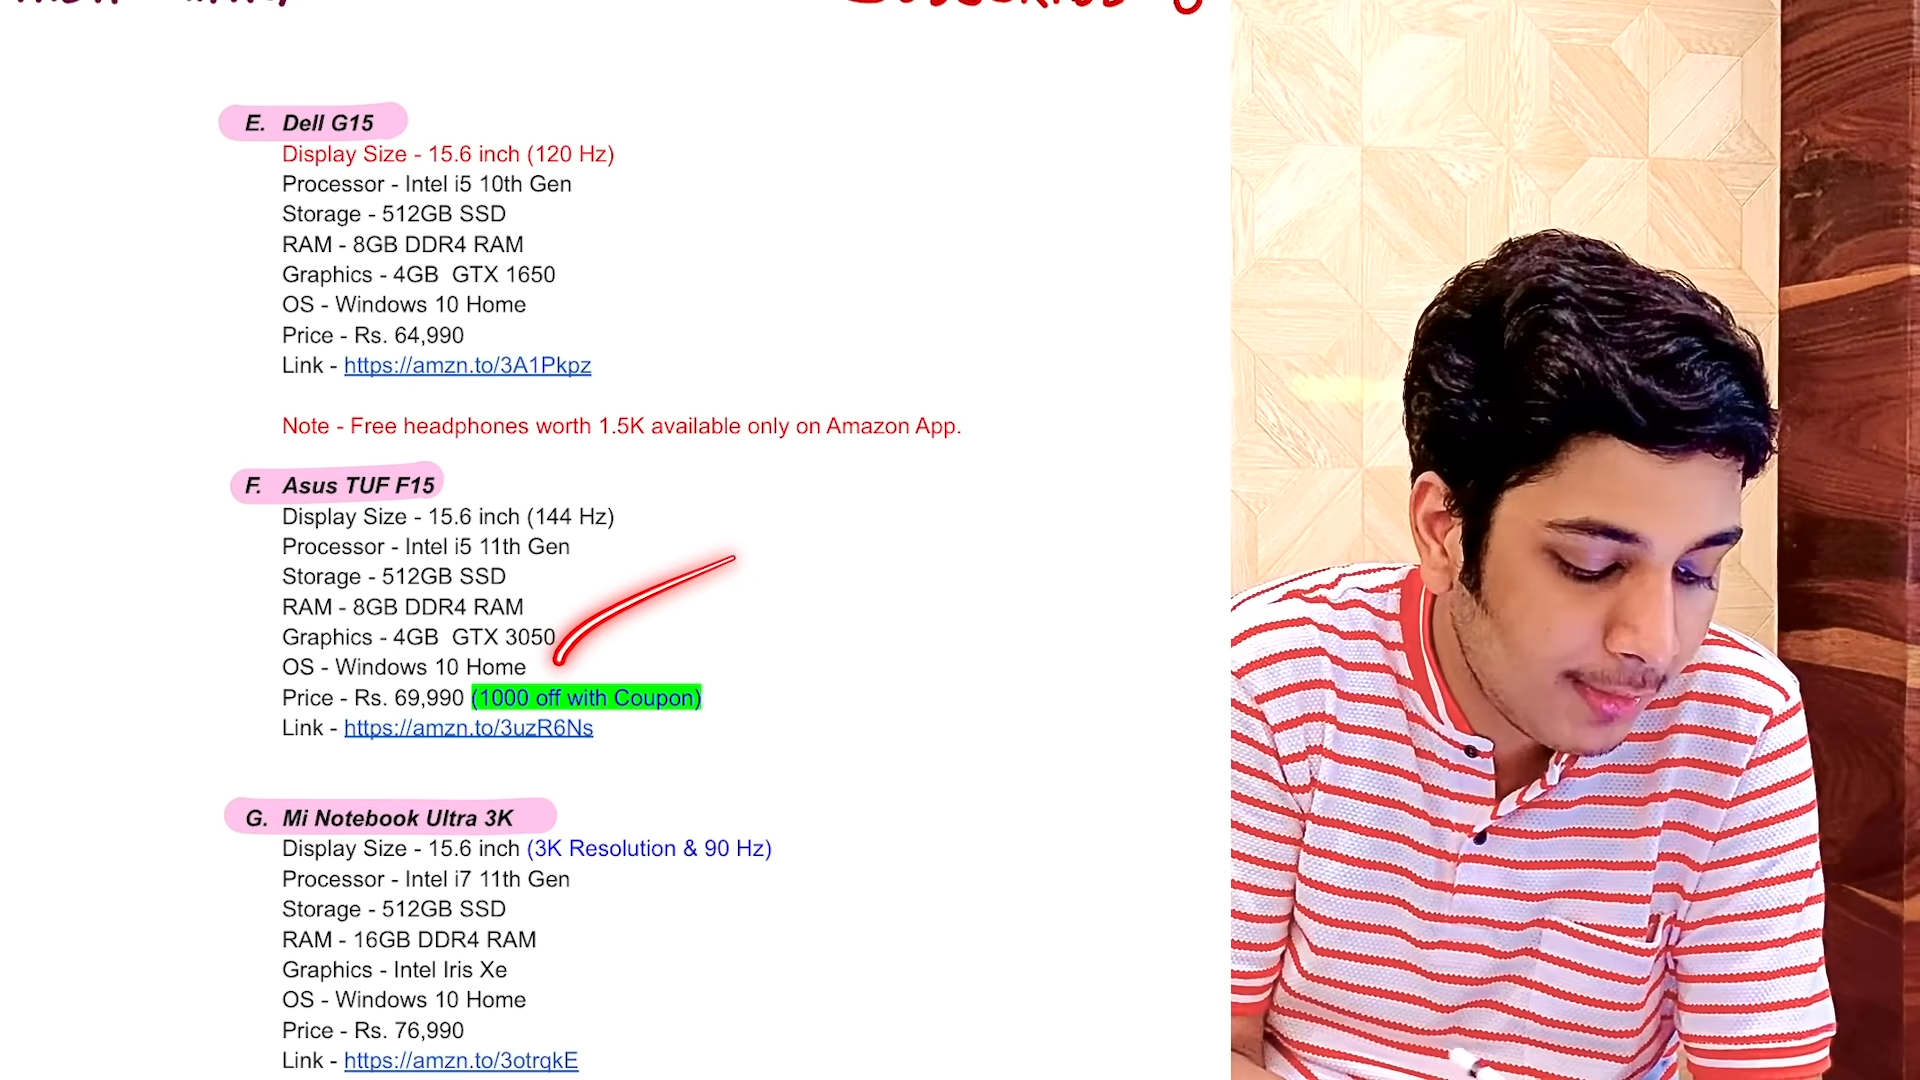 E. Dell G15
Display Size - 15.6 inch (120 Hz)
Processor - Intel i5 10th Gen
Storage - 512GB SSD
RAM - 8GB DDR4 RAM
Graphics - 4GB GTX 1650
OS - Windows 10 Home
Price - Rs. 64,990
Link - https://amzn.to/3A1Pkpz
Note - Free headphones worth 1.5K available only on Amazon App.
F. Asus TUF F15
Display Size - 15.6 inch (144 Hz)
Processor - Intel i5 11th Gen
Storage - 512GB SSD
RAM - 8GB DDR4 RAM
Graphics - 4GB GTX 3050
OS - Windows 10 Home
Price - Rs. 69,990 (1000 off with Coupon)
Link - https://amzn.to/3uzR6Ns
G. Mi Notebook Ultra 3K
Display Size - 15.6 inch (3K Resolution & 90 Hz)
Processor - Intel i7 11th Gen
Storage - 512GB SSD
RAM - 16GB DDR4 RAM
Graphics - Intel Iris Xe
OS - Windows 10 Home
Price - Rs. 76,990
Link - https://amzn.to/3otrqkE